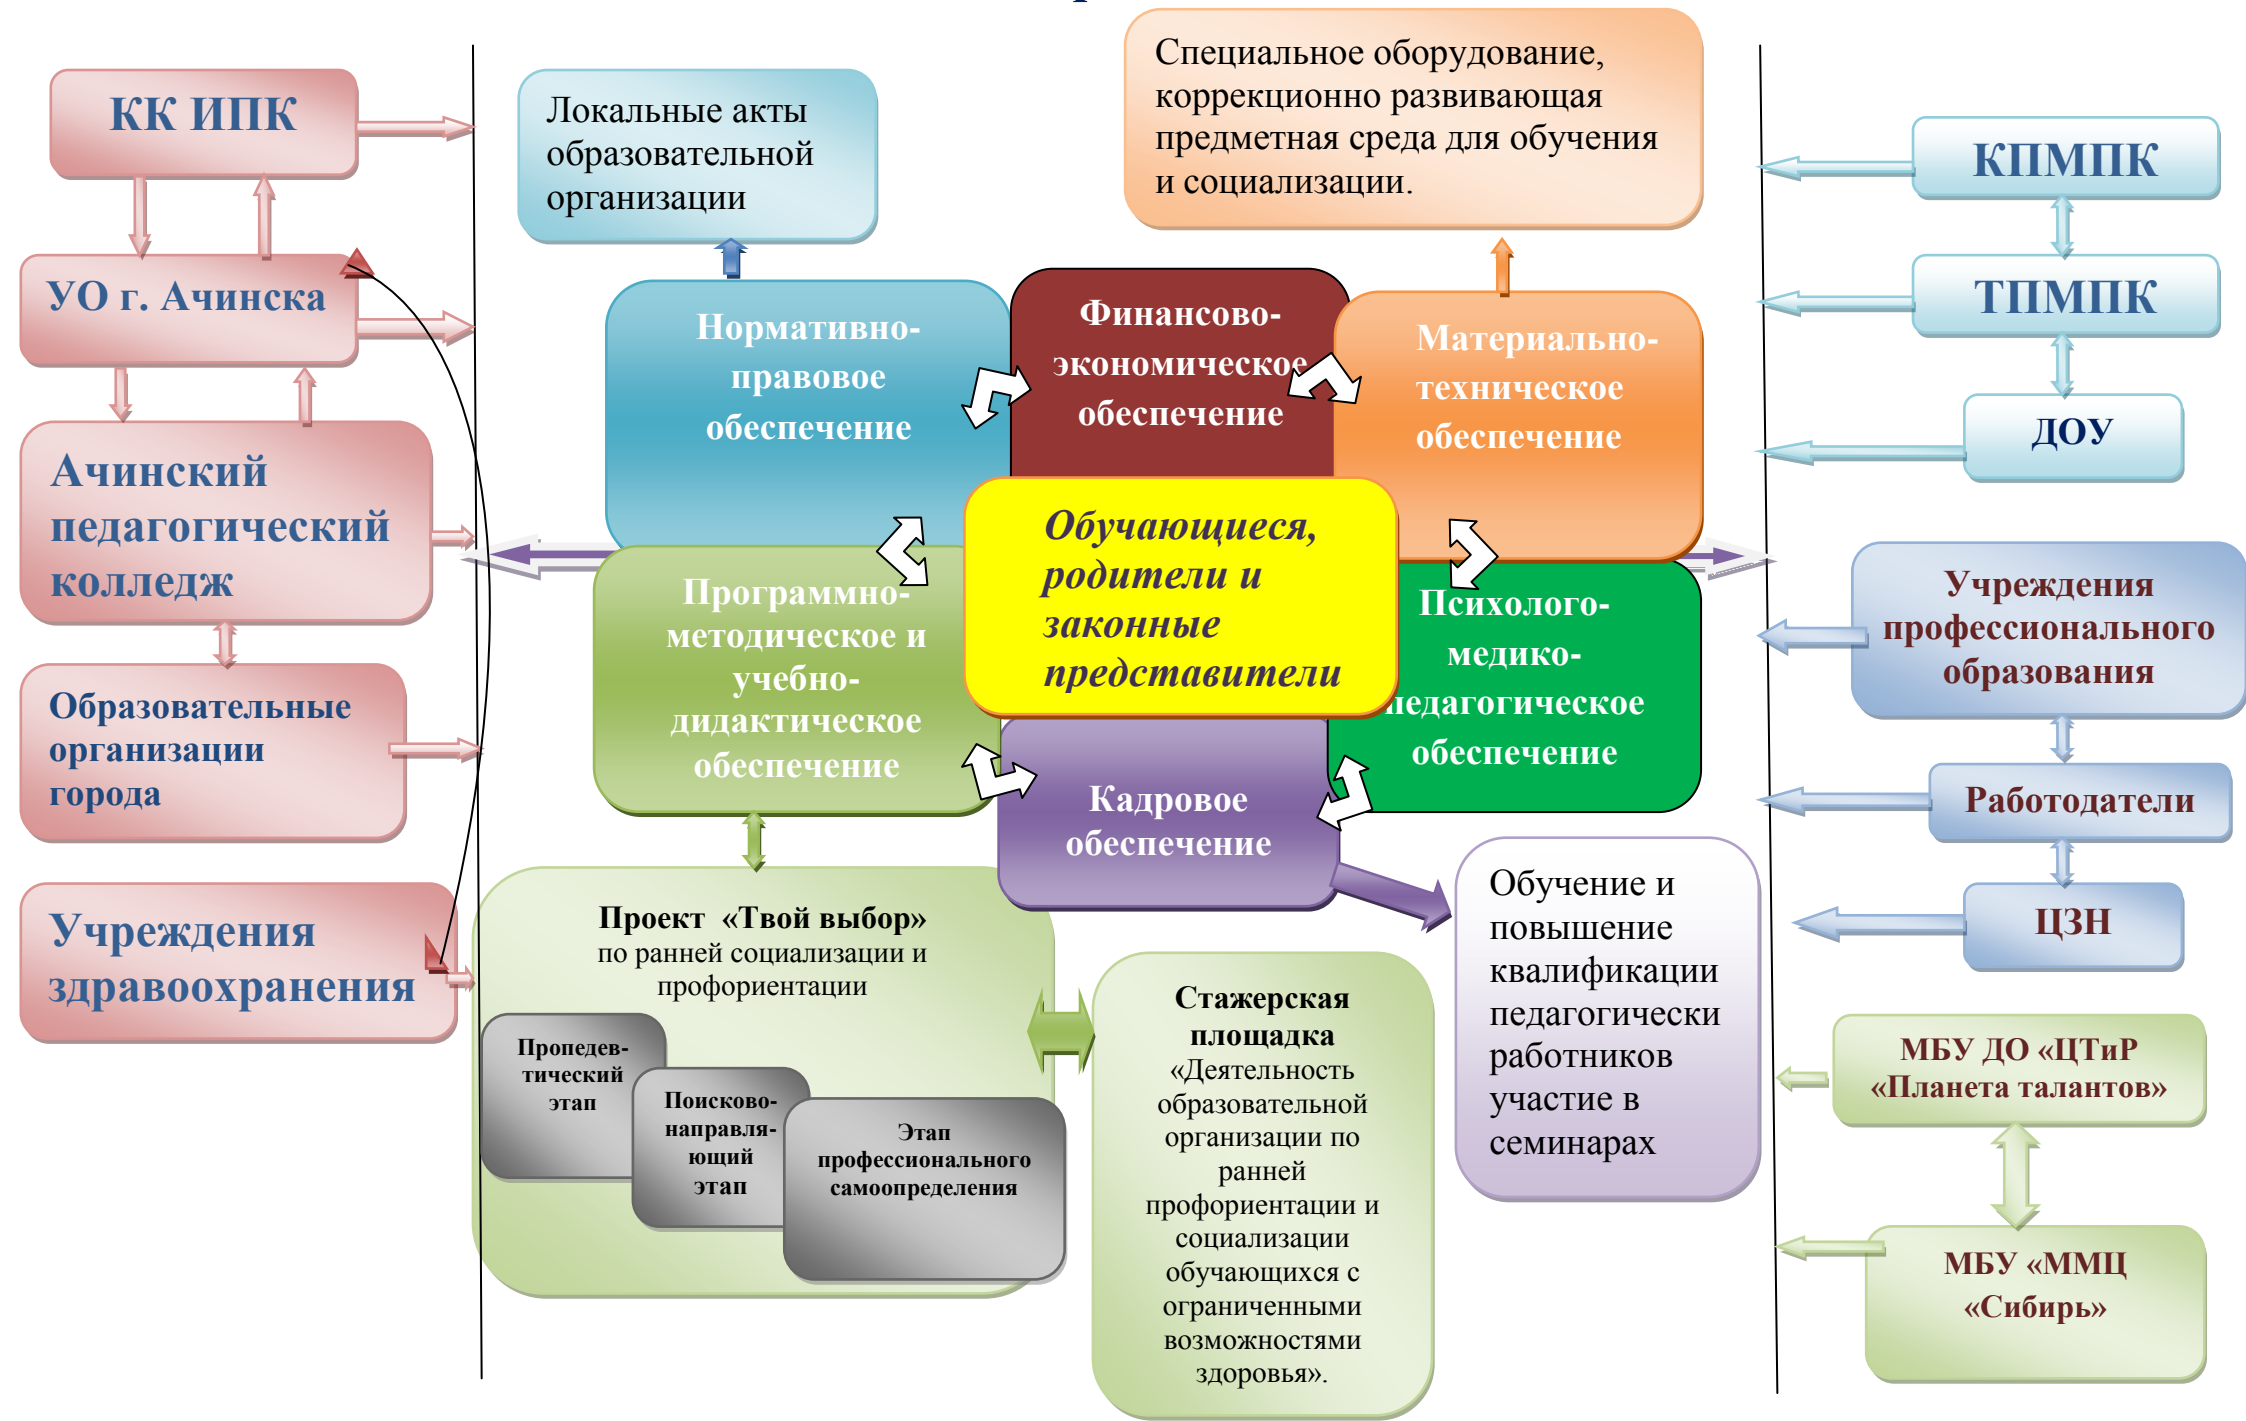 КК ИПК
УО г. Ачинска
Ачинский
педагогический
колледж
Образовательные
организации
города
Учреждения
здравоохранения
Локальные акты
образовательной
организации
Специальное оборудование,
коррекционно развивающая
предметная среда для обучения
и социализации.
Нормативно-
правовое
обеспечение
Финансово-
экономическое
обеспечение
Материально-
техническое
обеспечение
Обучающиеся,
родители и
законные
представители
Программно-
методическое и
учебно-
дидактическое
обеспечение
Психолого-
медико-
педагогическое
обеспечение
Кадровое
обеспечение
Проект «Твой выбор»
по ранней социализации и
профориентации
Пропедев-
тический
этап
Поисково-
направля-
ющий
этап
Этап
профессионального
самоопределения
Стажерская
площадка
«Деятельность
образовательной
организации по
ранней
профориентации и
социализации
обучающихся с
ограниченными
возможностями
здоровья».
Обучение и
повышение
квалификации
педагогически
работников
участие в
семинарах
КПМПК
ТПМПК
ДОУ
Учреждения
профессионального
образования
Работодатели
ЦЗН
МБУ ДО «ЦТиР
«Планета талантов»
МБУ «ММЦ
«Сибирь»